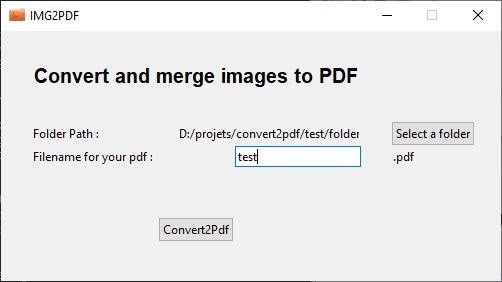 IMG2PDF
Convert and merge images to PDF
Folder Path : D:/projets/convert2pdf/test/folder Select a folder
Filename for your pdf : test .pdf
Convert2Pdf